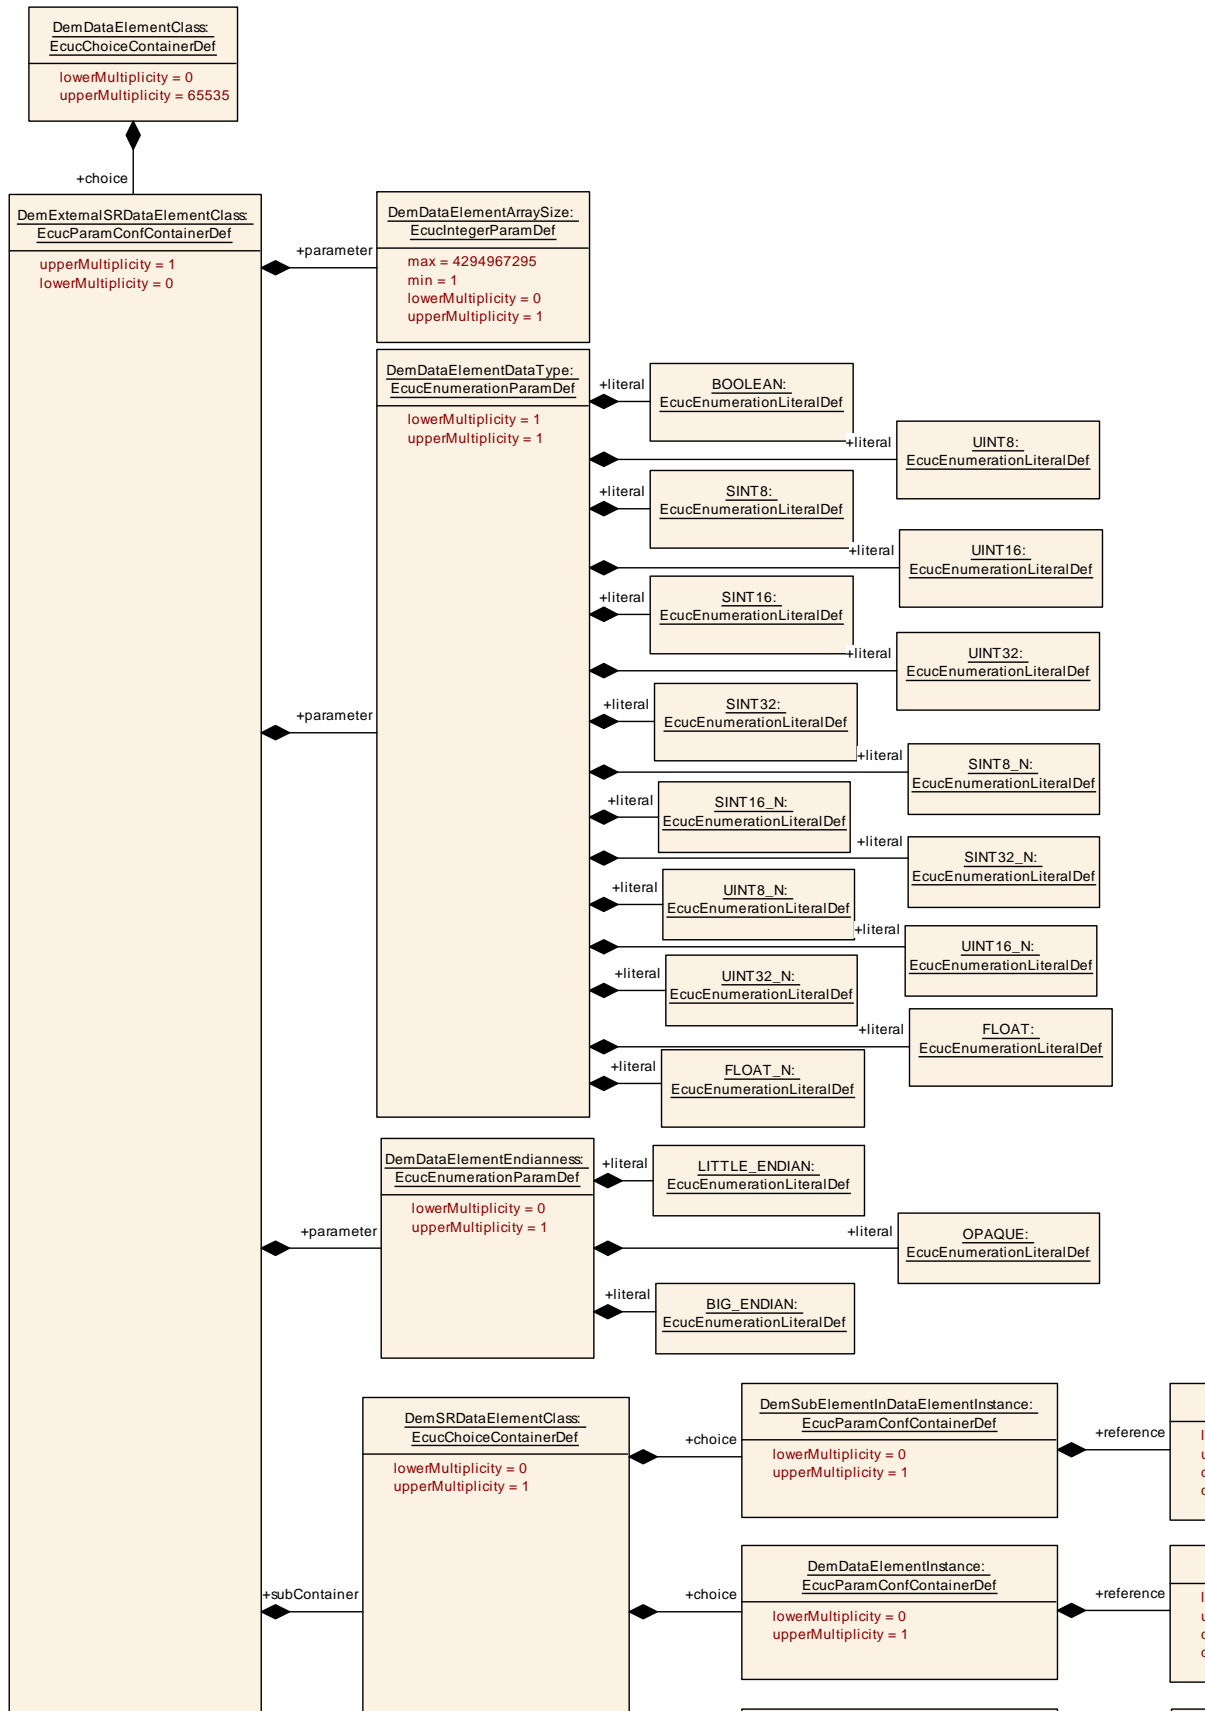 DemDataElementClass:
EcucChoiceContainerDef
lowerMultiplicity = 0
upperMultiplicity = 65535
+choice
DemExternalSRDataElementClass:
EcucParamConfContainerDef
upperMultiplicity = 1
lowerMultiplicity = 0
+parameter
DemDataElementArraySize:
EcucIntegerParamDef
max = 4294967295
min = 1
lowerMultiplicity = 0
upperMultiplicity = 1
+parameter
DemDataElementDataType:
EcucEnumerationParamDef
lowerMultiplicity = 1
upperMultiplicity = 1
+literal
BOOLEAN:
EcucEnumerationLiteralDef
+literal
UINT8:
EcucEnumerationLiteralDef
+literal
SINT8:
EcucEnumerationLiteralDef
+literal
UINT16:
EcucEnumerationLiteralDef
+literal
SINT16:
EcucEnumerationLiteralDef
+literal
UINT32:
EcucEnumerationLiteralDef
+literal
SINT32:
EcucEnumerationLiteralDef
+literal
SINT8_N:
EcucEnumerationLiteralDef
+literal
SINT16_N:
EcucEnumerationLiteralDef
+literal
SINT32_N:
EcucEnumerationLiteralDef
+literal
UINT8_N:
EcucEnumerationLiteralDef
+literal
UINT16_N:
EcucEnumerationLiteralDef
+literal
UINT32_N:
EcucEnumerationLiteralDef
+literal
FLOAT:
EcucEnumerationLiteralDef
+literal
FLOAT_N:
EcucEnumerationLiteralDef
+parameter
DemDataElementEndianness:
EcucEnumerationParamDef
lowerMultiplicity = 0
upperMultiplicity = 1
+literal
LITTLE_ENDIAN:
EcucEnumerationLiteralDef
+literal
OPAQUE:
EcucEnumerationLiteralDef
+literal
BIG_ENDIAN:
EcucEnumerationLiteralDef
+subContainer
DemSRDataElementClass:
EcucChoiceContainerDef
lowerMultiplicity = 0
upperMultiplicity = 1
+choice
DemSubElementInDataElementInstance:
EcucParamConfContainerDef
lowerMultiplicity = 0
upperMultiplicity = 1
+reference
+choice
DemDataElementInstance:
EcucParamConfContainerDef
lowerMultiplicity = 0
upperMultiplicity = 1
+reference